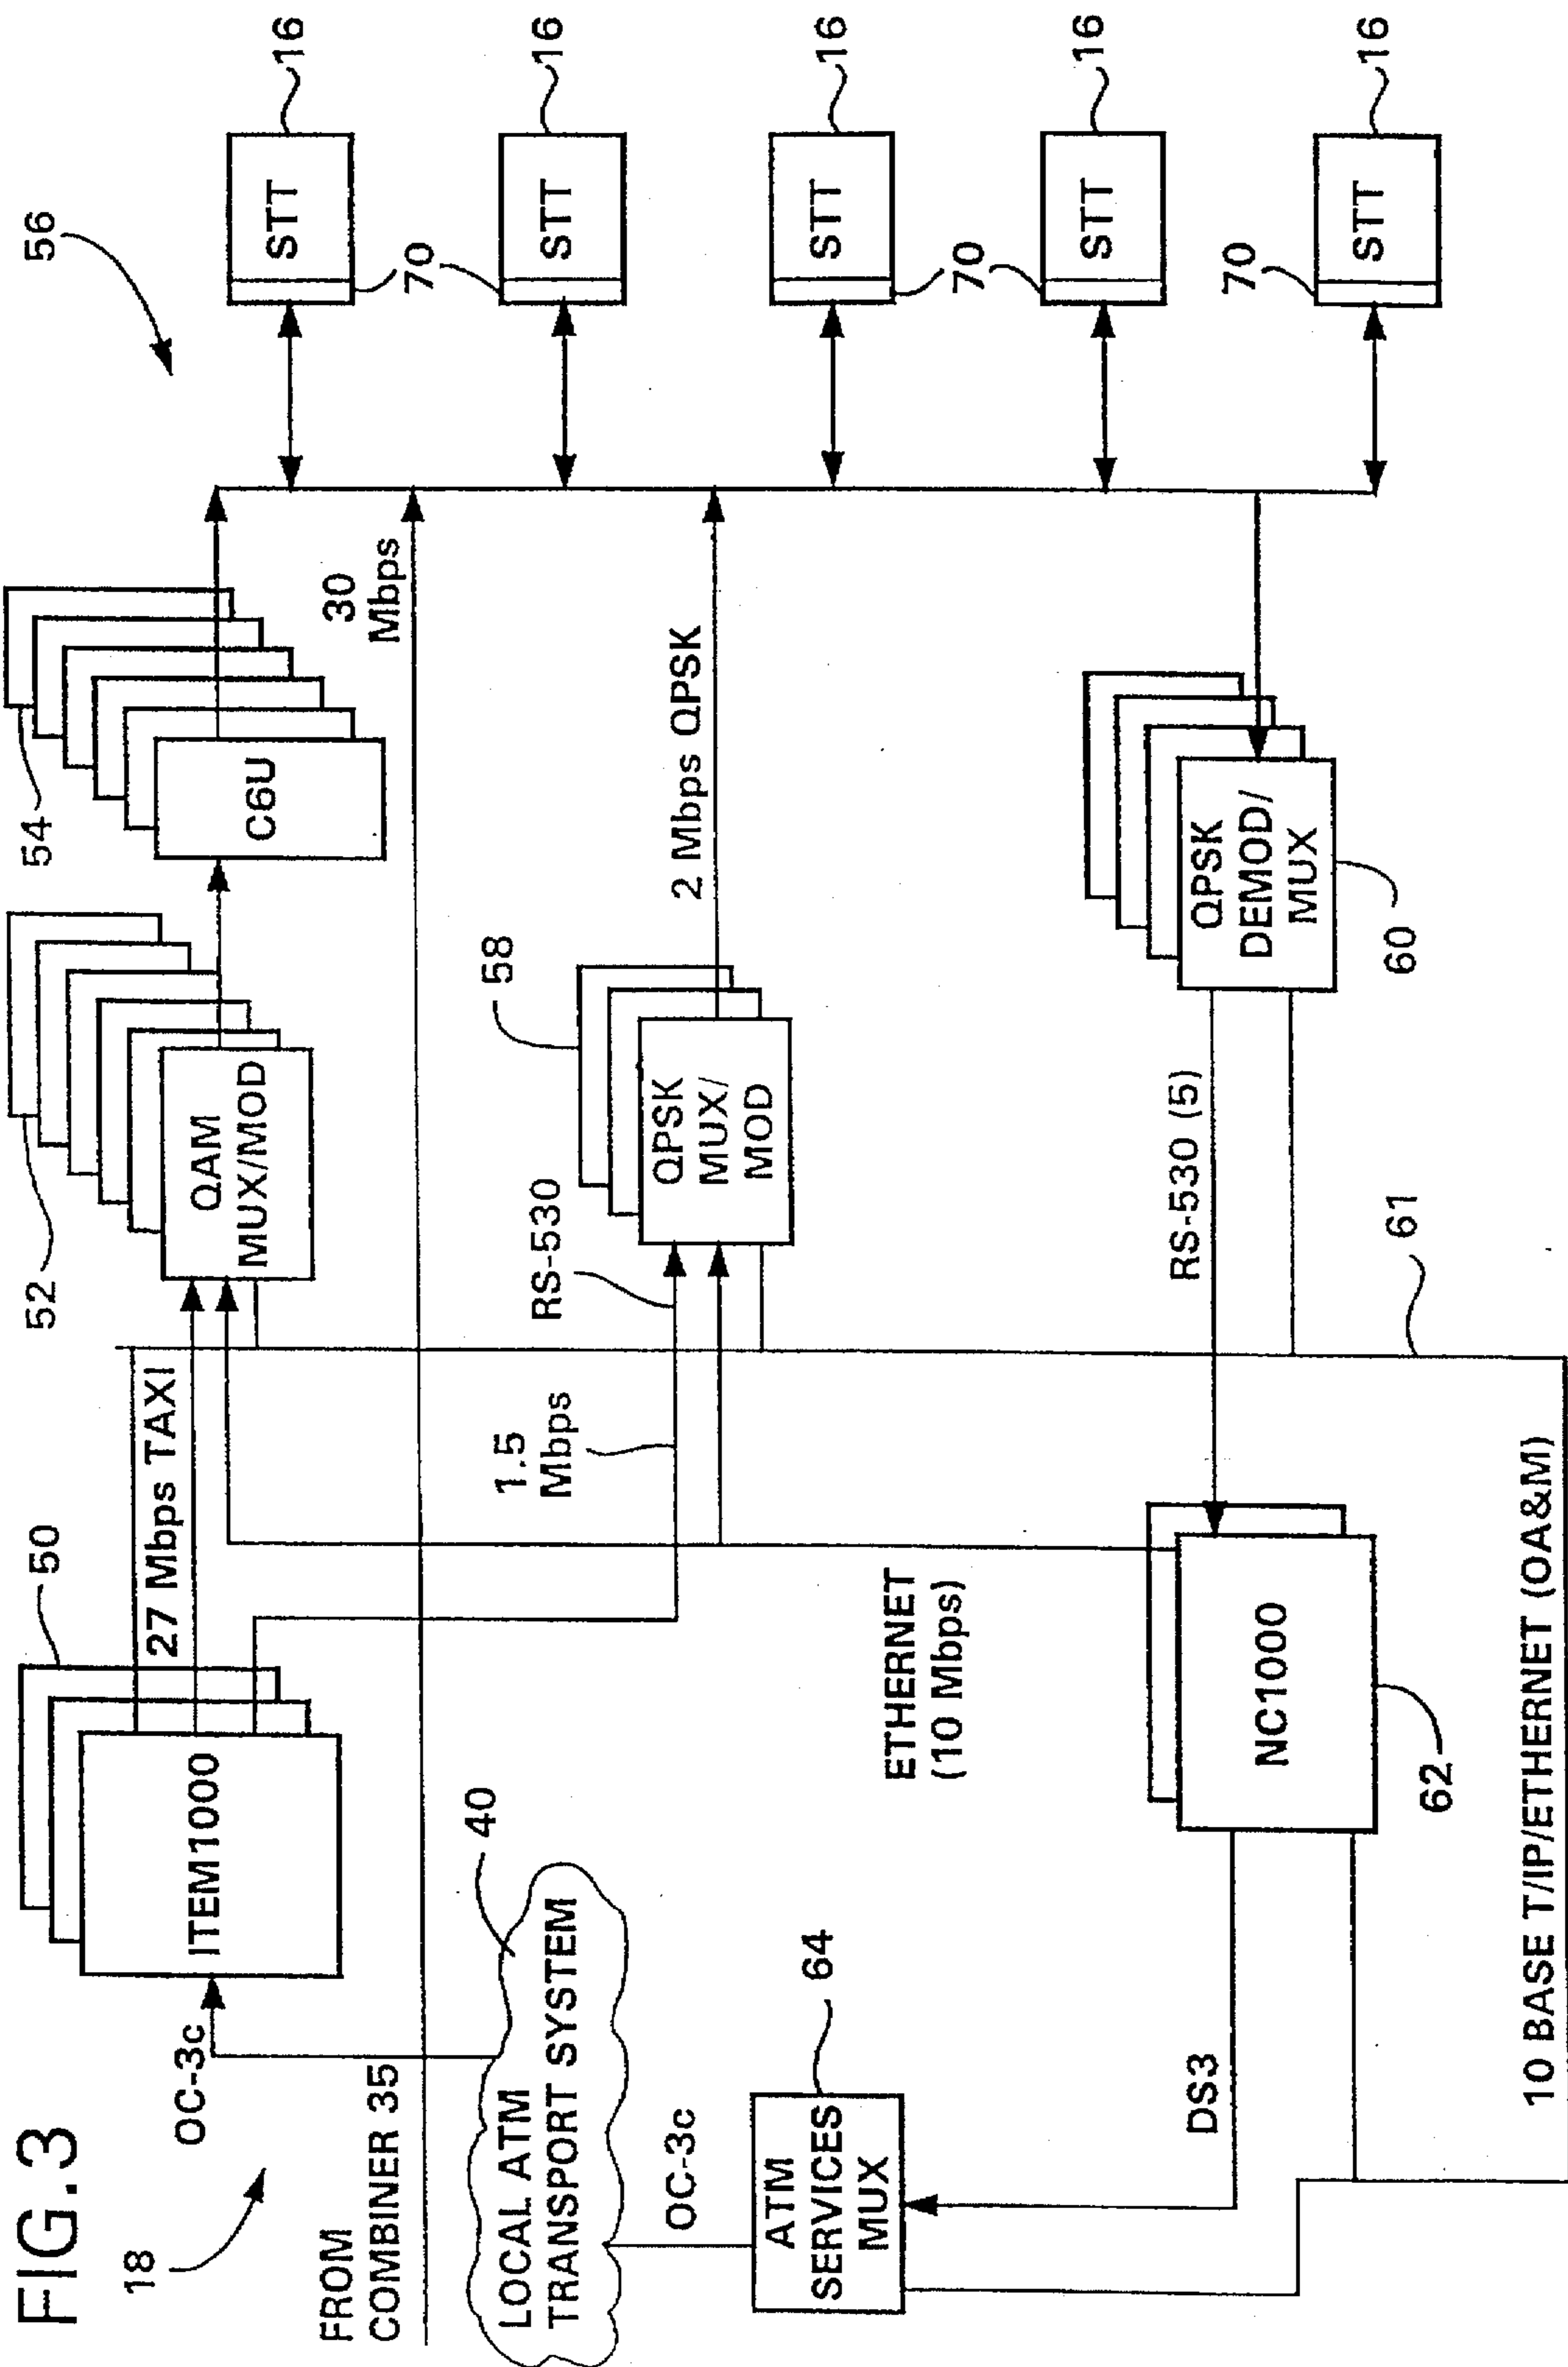 FIG.3
18
OC-3c
ITEM1000
50
27 Mbps TAXI
52
QAM
MUX/MOD
54
C6U
56
FROM
COMBINER 35
30
Mbps
STT
16
70
STT
16
LOCAL ATM
TRANSPORT SYSTEM
40
1.5
Mbps
RS-530
58
QPSK
MUX/
MOD
2 Mbps QPSK
STT
16
70
STT
16
OC-3c
ATM
SERVICES
MUX
64
ETHERNET
(10 Mbps)
DS3
NC1000
62
RS-530 (5)
61
QPSK
DEMOD/
MUX
60
70
STT
16
10 BASE T/IP/ETHERNET (OA&M)